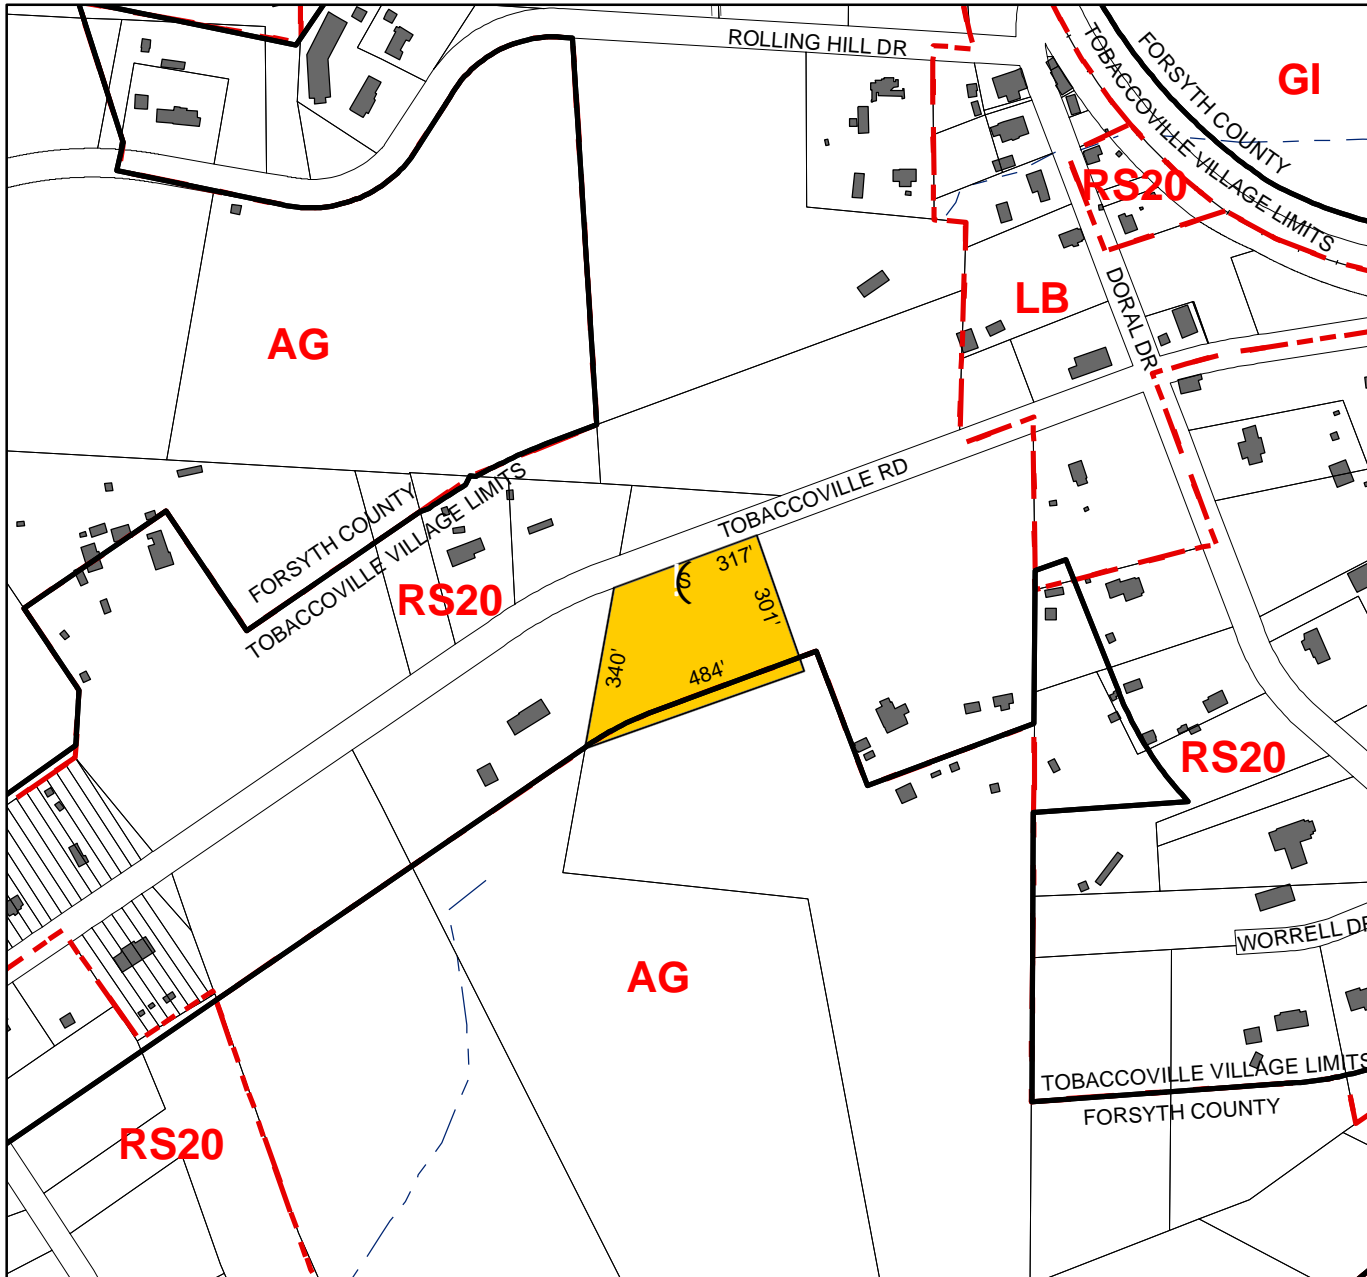 ROLLING HILL DR
TOBACCOVILLE VILLAGE LIMITS
FORSYTH COUNTY
GI
RS20
LB
DORAL DR
AG
TOBACCOVILLE RD
FORSYTH COUNTY
TOBACCOVILLE VILLAGE LIMITS
RS20
S
317'
301'
340'
484'
RS20
AG
WORRELL DR
TOBACCOVILLE VILLAGE LIMITS
FORSYTH COUNTY
RS20